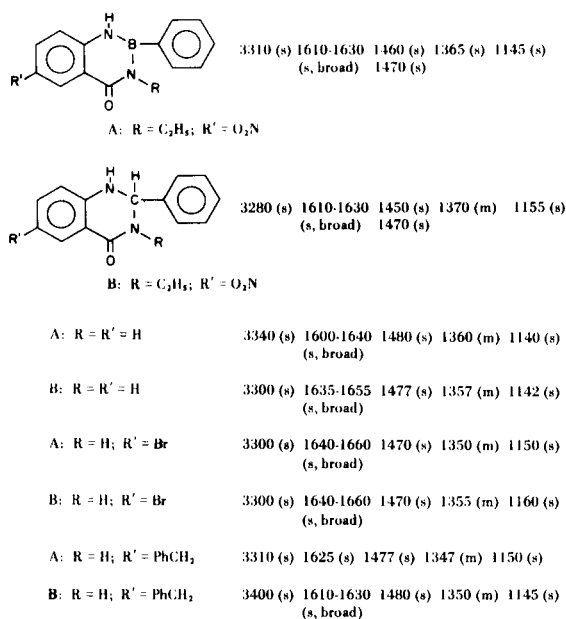 H
N
B
N
R'
C
R
O
3310 (s) 1610-1630 1460 (s) 1365 (s) 1145 (s)
(s, broad) 1470 (s)
A: R = C₂H₅; R' = O₂N
H
H
N
C
N
R'
C
R
O
3280 (s) 1610-1630 1450 (s) 1370 (m) 1155 (s)
(s, broad) 1470 (s)
B: R = C₂H₅; R' = O₂N
A: R = R' = H 3340 (s) 1600-1640 1480 (s) 1360 (m) 1140 (s)
(s, broad)
B: R = R' = H 3300 (s) 1635-1655 1477 (s) 1357 (m) 1142 (s)
(s, broad)
A: R = H; R' = Br 3300 (s) 1640-1660 1470 (s) 1350 (m) 1150 (s)
(s, broad)
B: R = H; R' = Br 3300 (s) 1640-1660 1470 (s) 1355 (m) 1160 (s)
(s, broad)
A: R = H; R' = PhCH₂ 3310 (s) 1625 (s) 1477 (s) 1347 (m) 1150 (s)
B: R = H; R' = PhCH₂ 3400 (s) 1610-1630 1480 (s) 1350 (m) 1145 (s)
(s, broad)